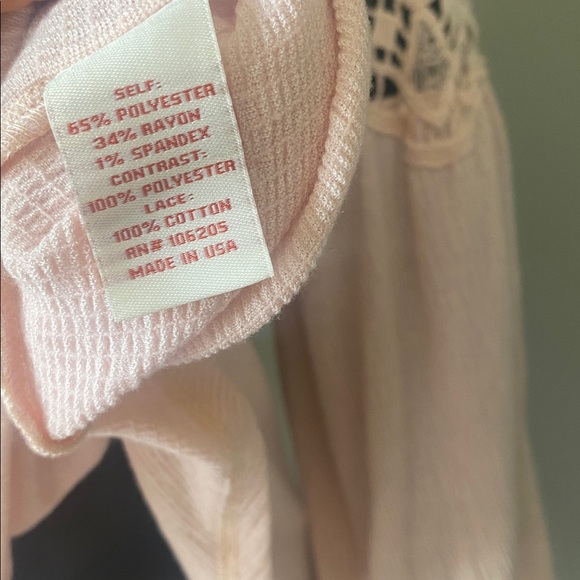 SELF:
65% POLYESTER
34% RAYON
1% SPANDEX
CONTRAST:
100% POLYESTER
LACE:
100% COTTON
RN# 106205
MADE IN USA